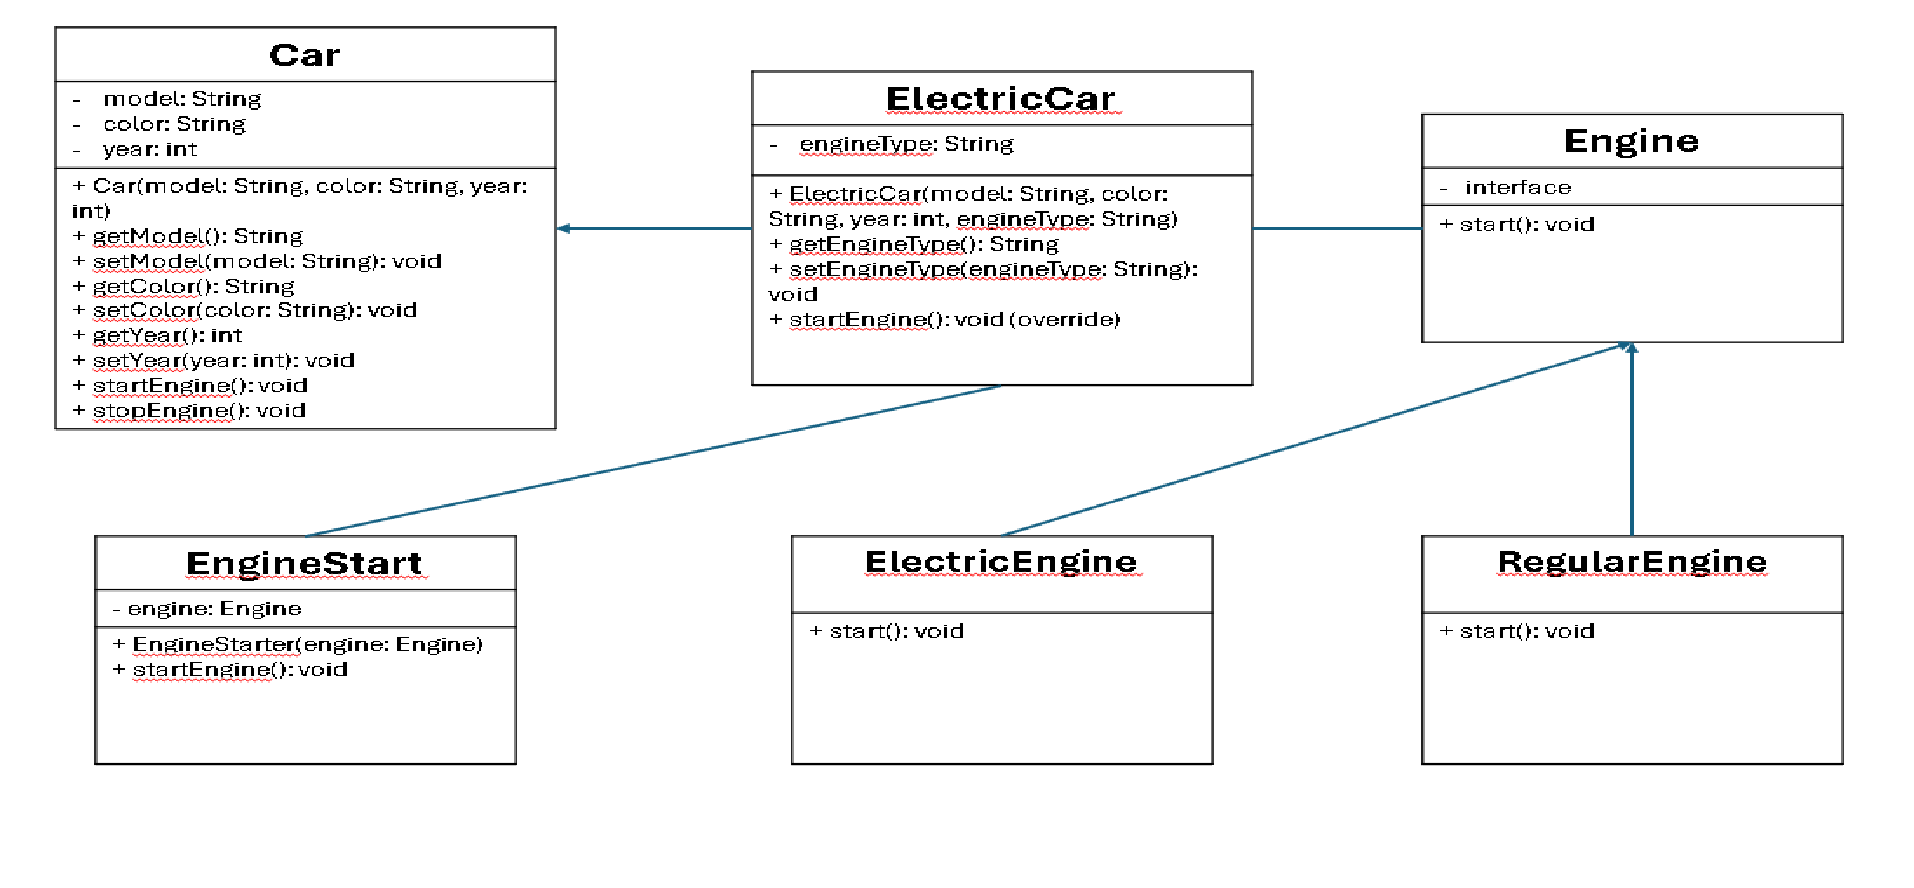 Car
- model: String
- color: String
- year: int
+ Car(model: String, color: String, year:
int)
+ getModel(): String
+ setModel(model: String): void
+ getColor(): String
+ setColor(color: String): void
+ getYear(): int
+ setYear(year: int): void
+ startEngine(): void
+ stopEngine(): void
ElectricCar
- engineType: String
+ ElectricCar(model: String, color:
String, year: int, engineType: String)
+ getEngineType(): String
+ setEngineType(engineType: String):
void
+ startEngine(): void (override)
Engine
- interface
+ start(): void
EngineStart
- engine: Engine
+ EngineStarter(engine: Engine)
+ startEngine(): void
ElectricEngine
+ start(): void
RegularEngine
+ start(): void